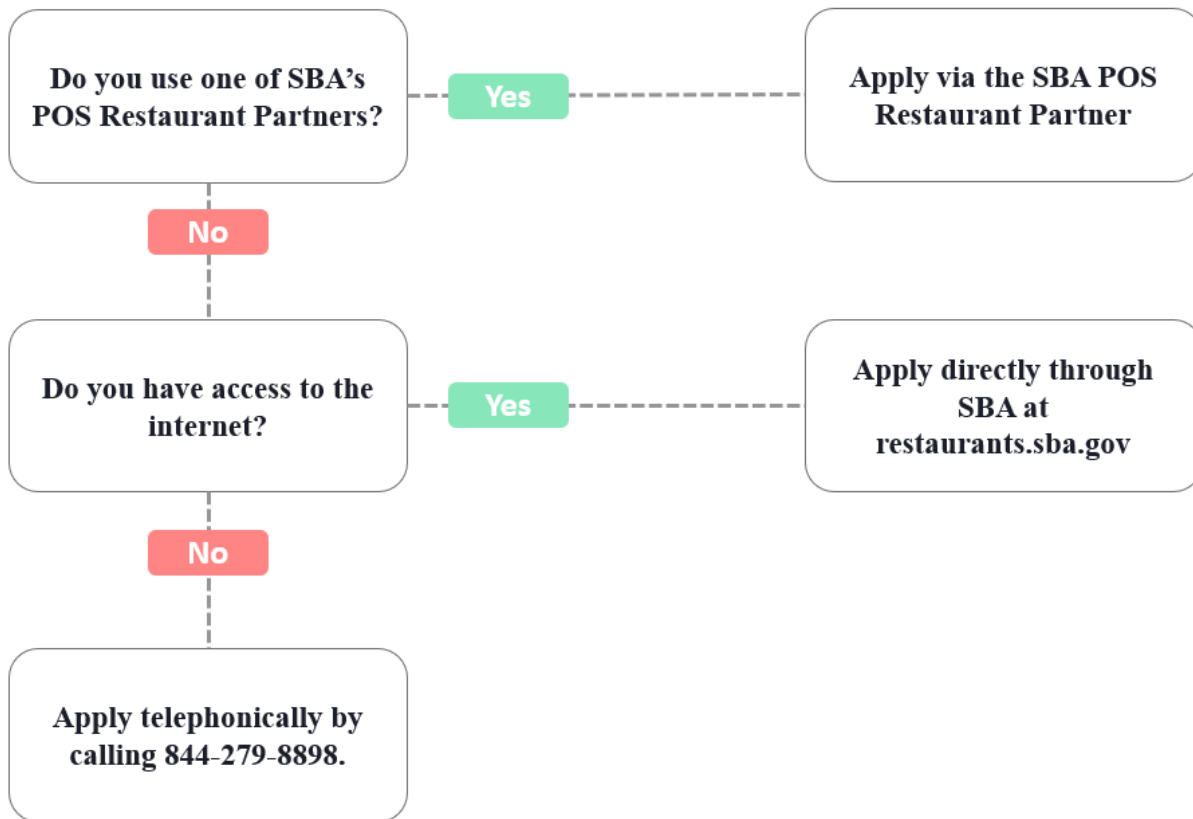 Do you use one of SBA’s
POS Restaurant Partners?
Yes
Apply via the SBA POS
Restaurant Partner
No
Do you have access to the
internet?
Yes
Apply directly through
SBA at
restaurants.sba.gov
No
Apply telephonically by
calling 844-279-8898.